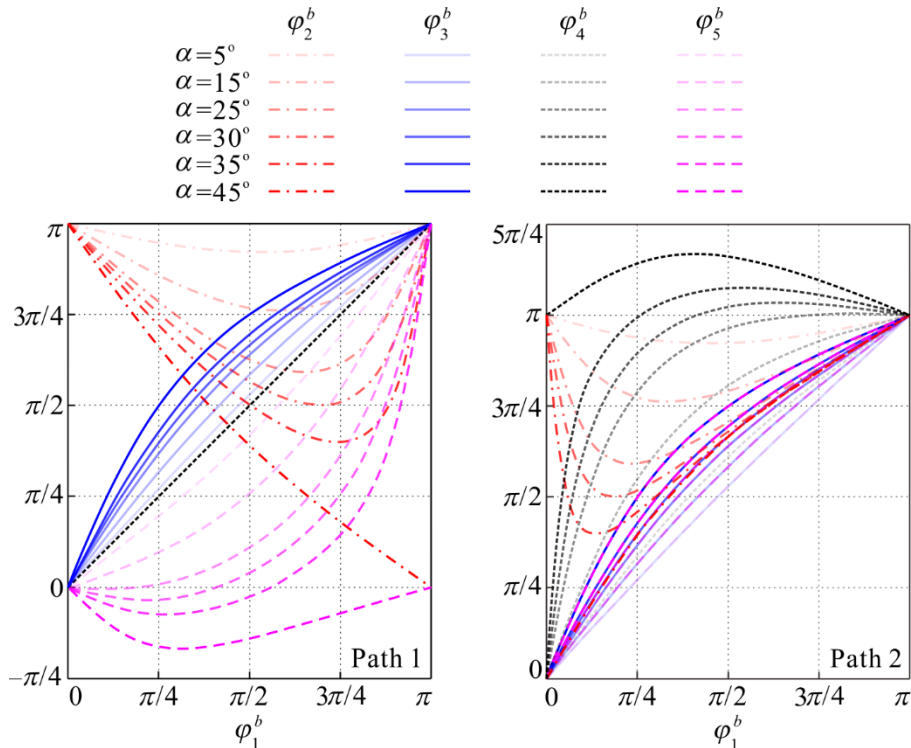 φ₂ᵇ φ₃ᵇ φ₄ᵇ φ₅ᵇ
α=5°
α=15°
α=25°
α=30°
α=35°
α=45°
π
3π/4
π/2
π/4
0
−π/4
0 π/4 π/2 3π/4 π
φ₁ᵇ
Path 1
5π/4
π
3π/4
π/2
π/4
0
0 π/4 π/2 3π/4 π
φ₁ᵇ
Path 2